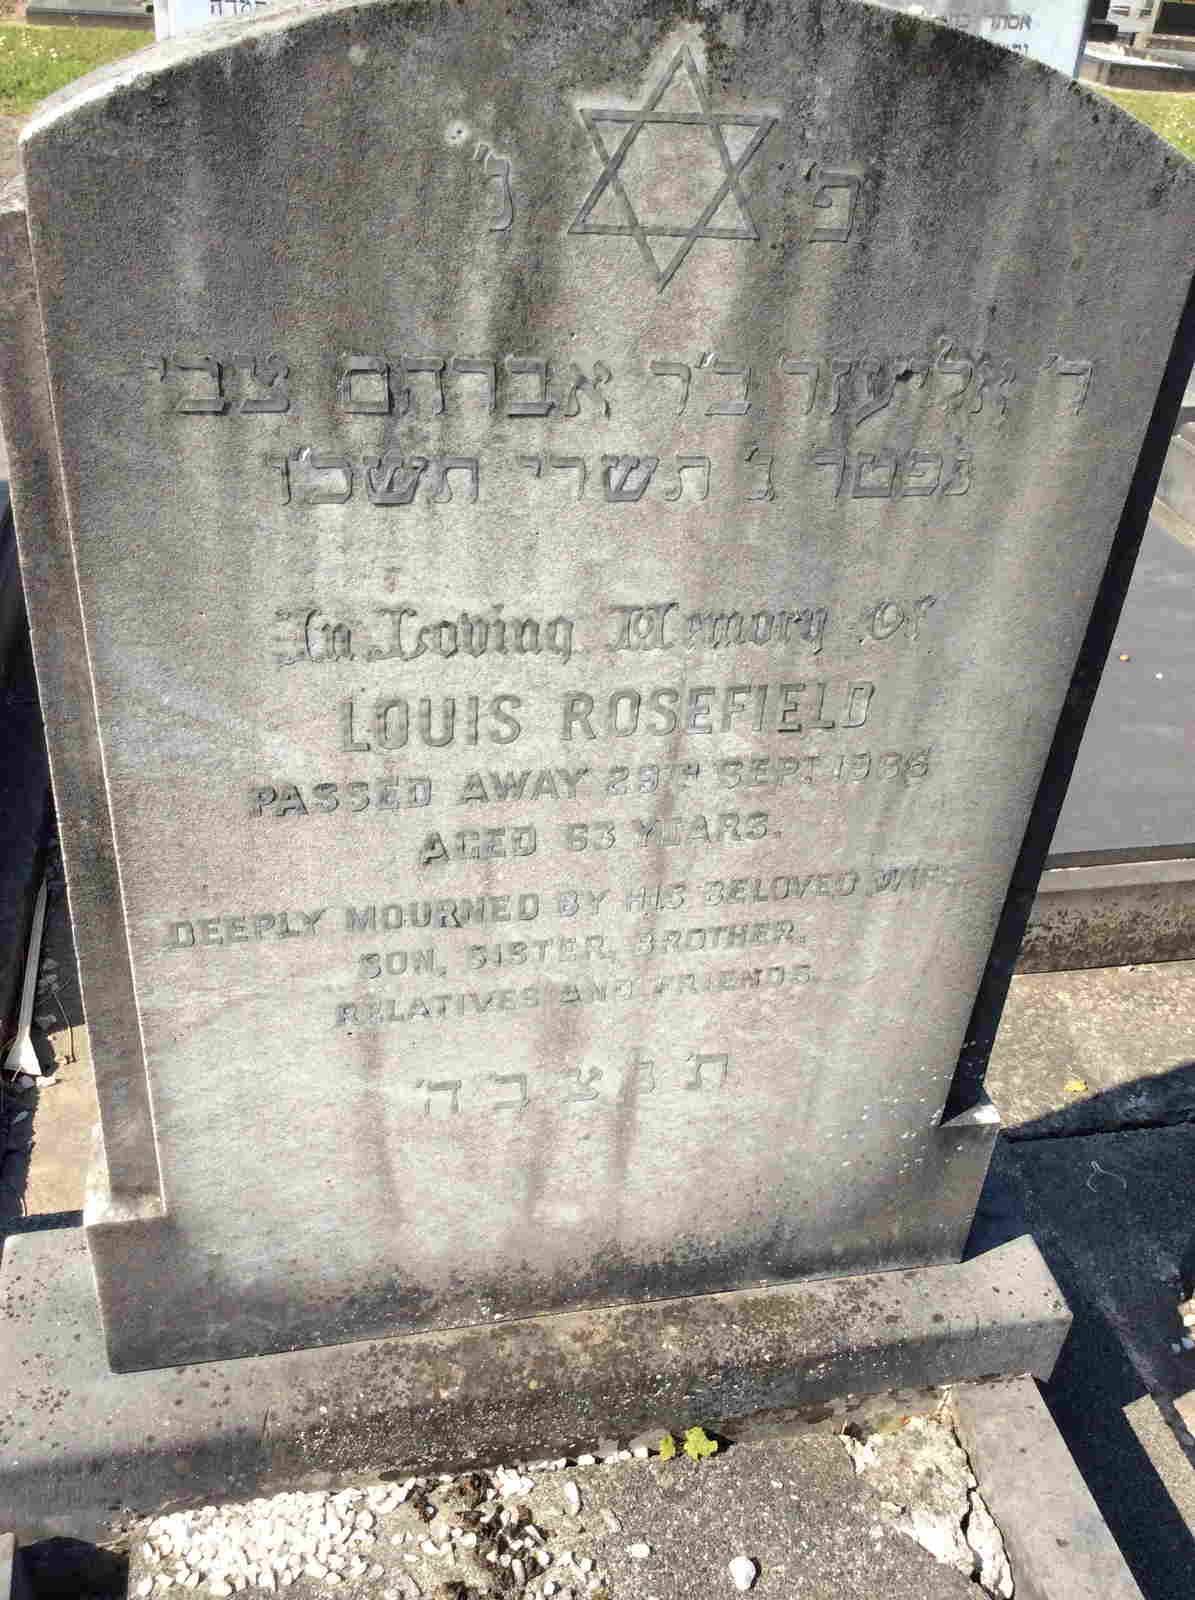 פ' נ'
ר' אליעזר ב'ר אברהם צבי
נפטר ג' תשרי תשכ'ו
In Loving Memory Of
LOUIS ROSEFIELD
PASSED AWAY 29TH SEPT. 1965
AGED 63 YEARS.
DEEPLY MOURNED BY HIS BELOVED WIFE,
SON, SISTER, BROTHER,
RELATIVES AND FRIENDS.
ת' נ' צ' ב' ה'
אסתר